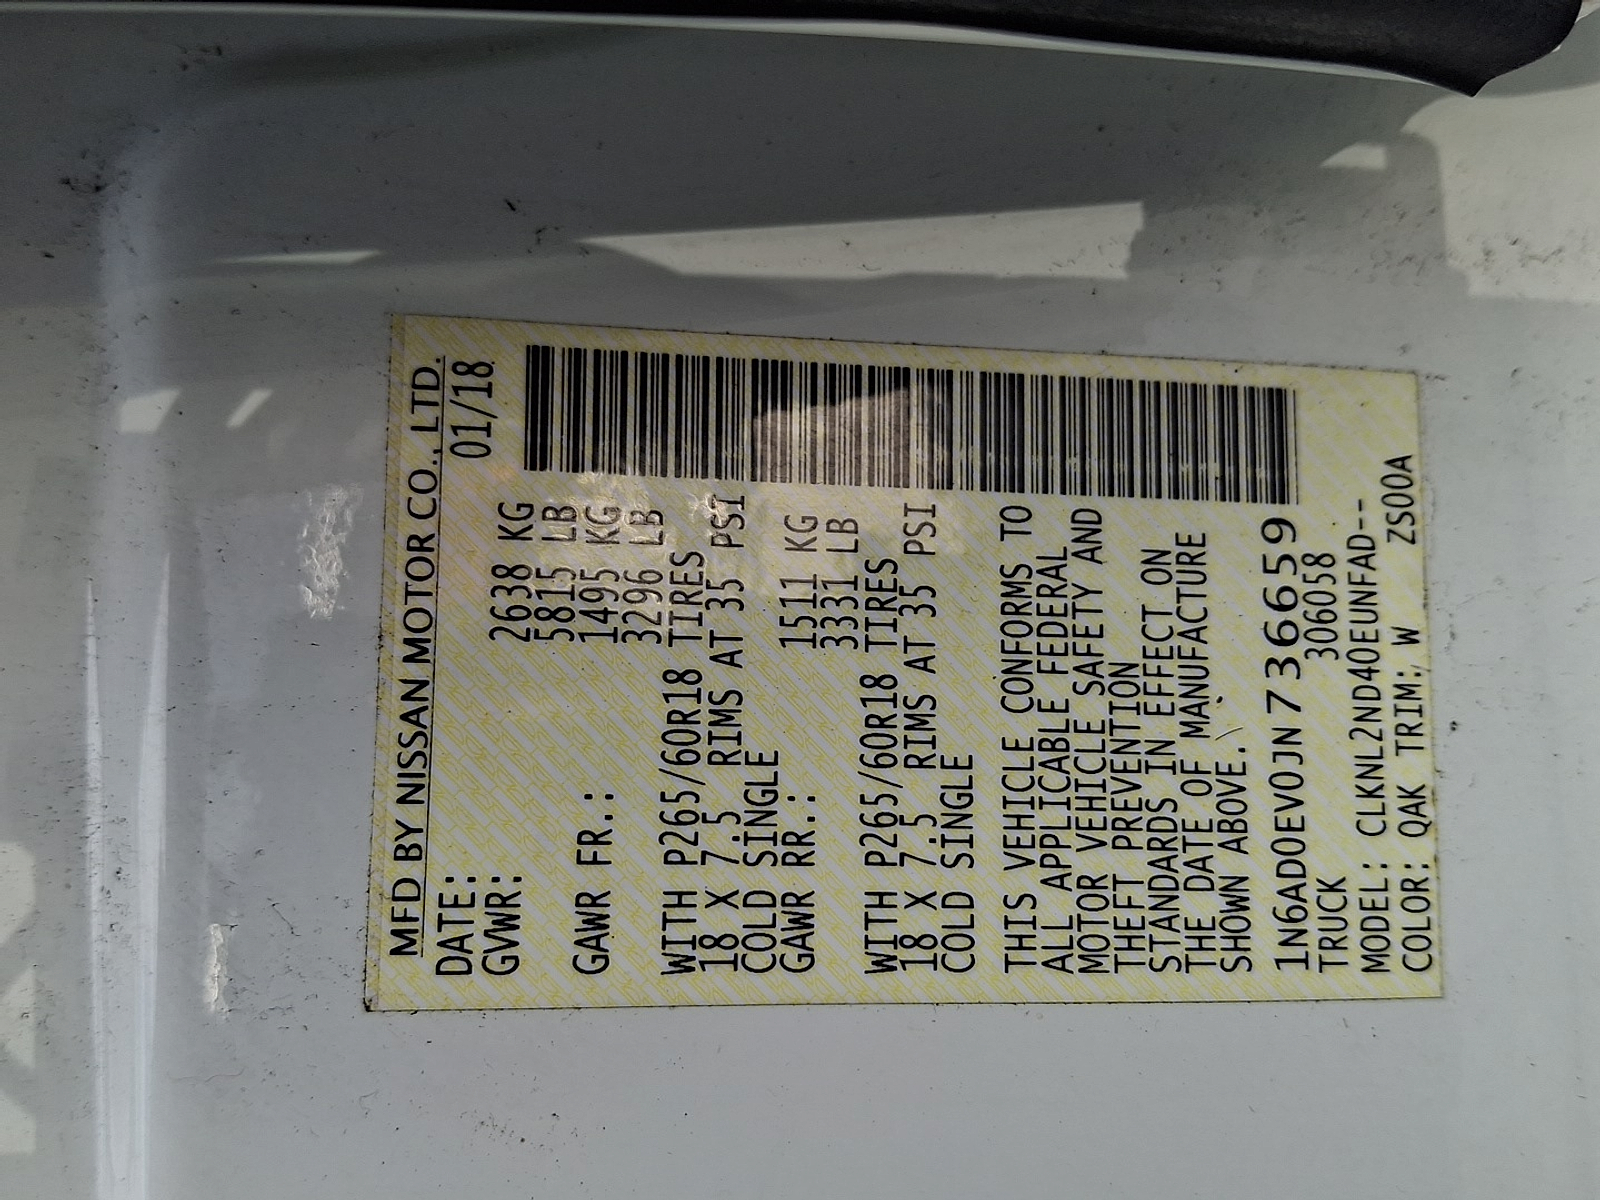 MFD BY NISSAN MOTOR CO., LTD.
DATE: 01/18
GVWR: 2638 KG
5815 LB
GAWR FR.: 1495 KG
3296 LB
WITH P265/60R18 TIRES
18 X 7.5 RIMS AT 35 PSI
COLD SINGLE
GAWR RR.: 1511 KG
3331 LB
WITH P265/60R18 TIRES
18 X 7.5 RIMS AT 35 PSI
COLD SINGLE
THIS VEHICLE CONFORMS TO
ALL APPLICABLE FEDERAL
MOTOR VEHICLE SAFETY AND
THEFT PREVENTION
STANDARDS IN EFFECT ON
THE DATE OF MANUFACTURE
SHOWN ABOVE.
1N6AD0EV0JN736659
TRUCK 306058
MODEL: CLKNL2ND40EUNFAD--
COLOR: QAK TRIM: W ZS00A